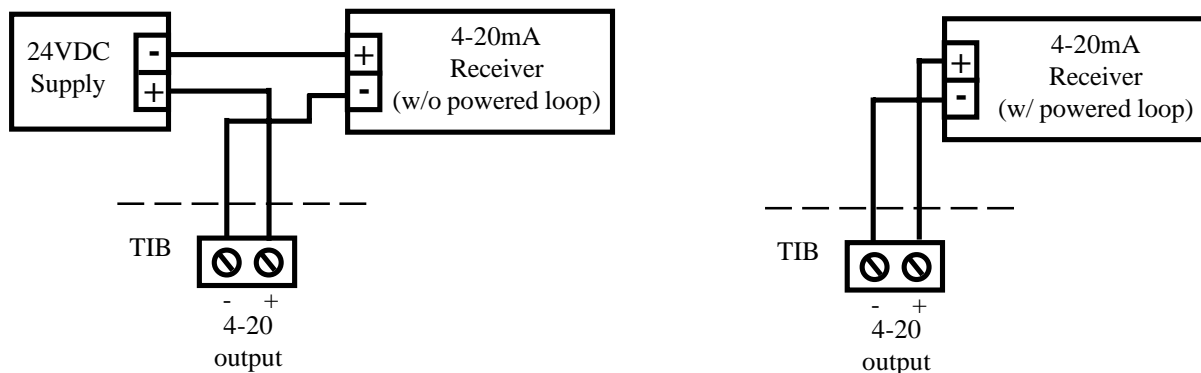 24VDC
Supply
-
+
+
-
4-20mA
Receiver
(w/o powered loop)
TIB
- +
4-20
output
+
-
4-20mA
Receiver
(w/ powered loop)
TIB
- +
4-20
output